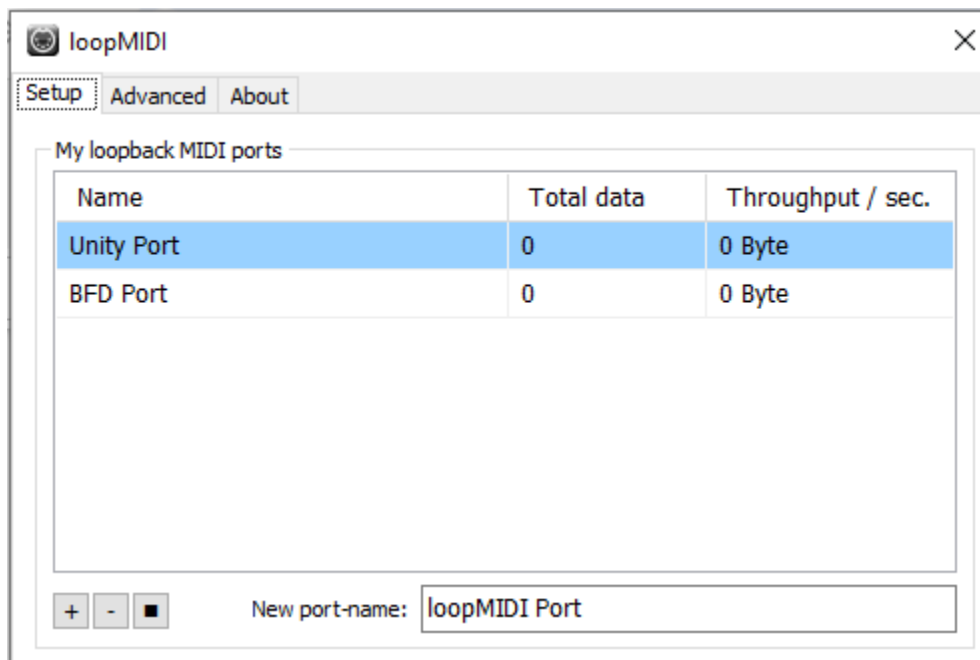 loopMIDI
Setup Advanced About
My loopback MIDI ports
Name Total data Throughput / sec.
Unity Port 0 0 Byte
BFD Port 0 0 Byte
+ - ■ New port-name: loopMIDI Port